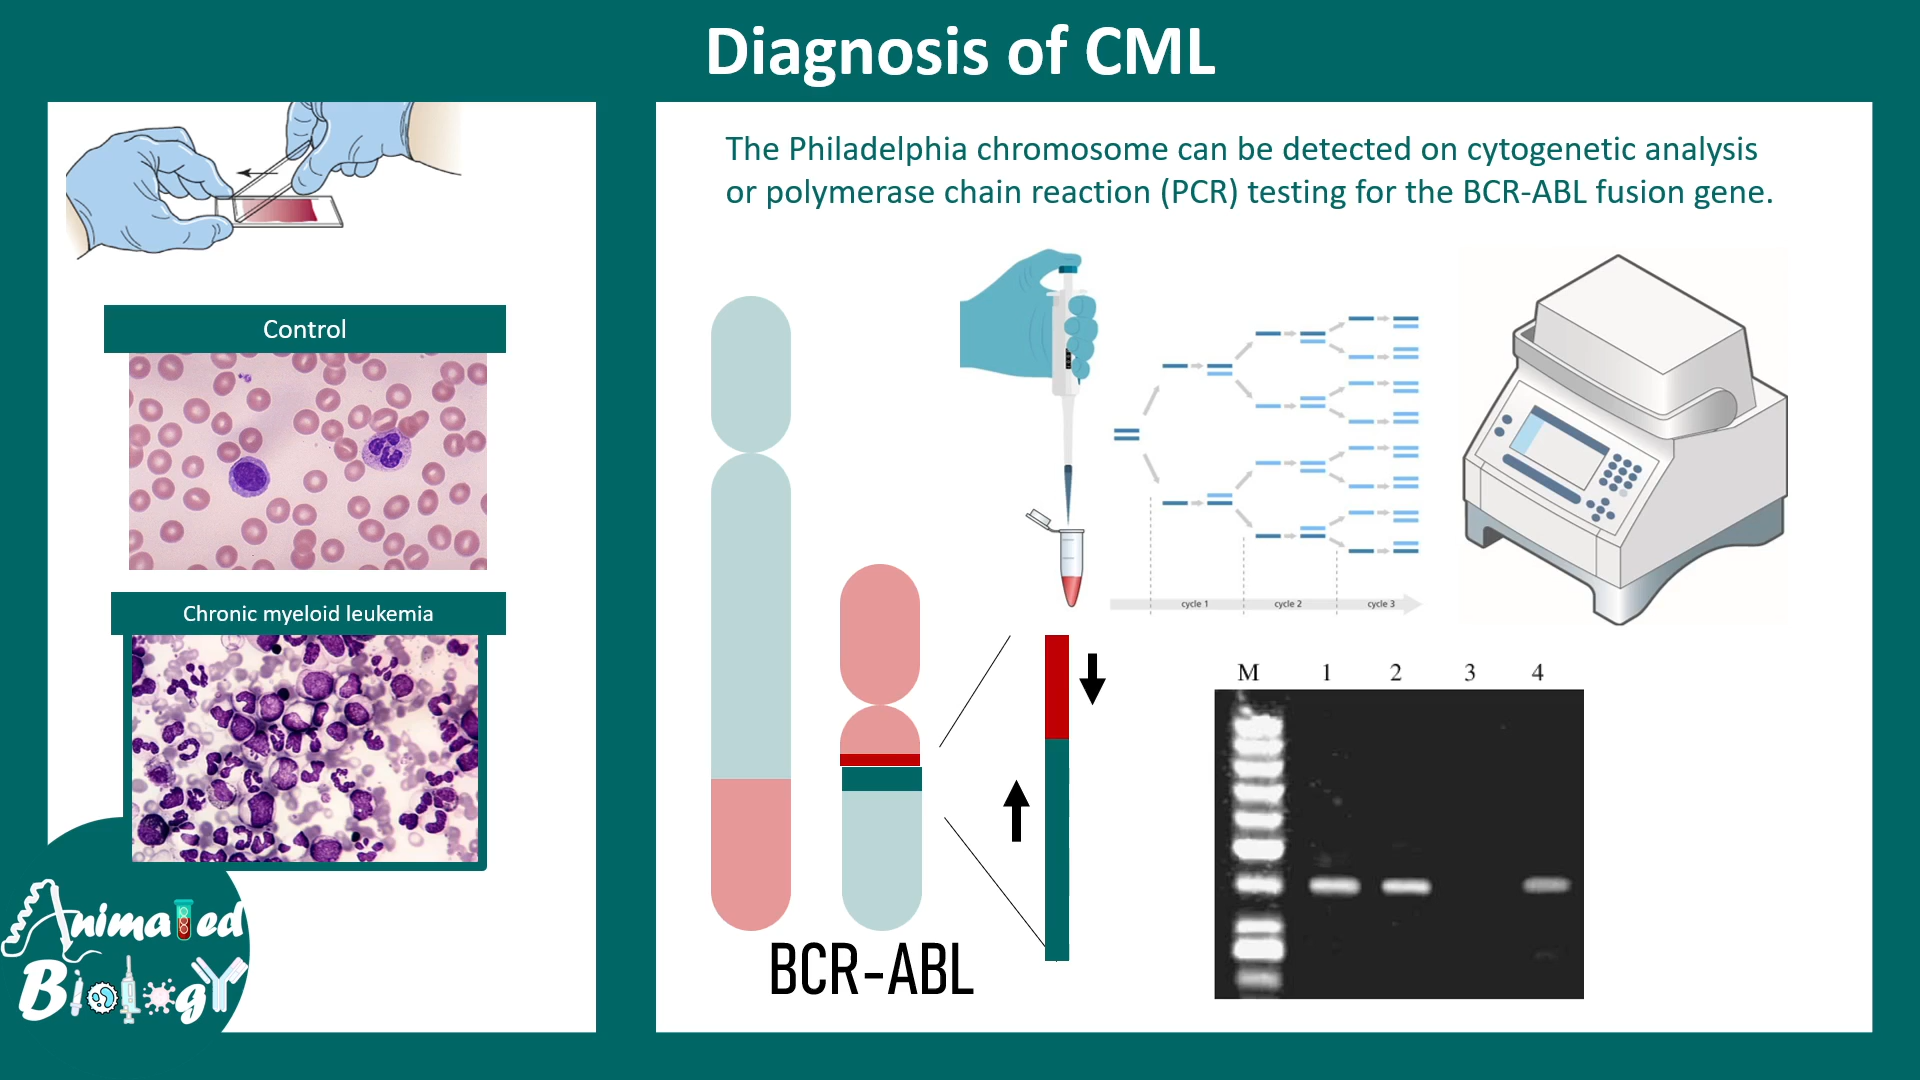 Diagnosis of CML
Control
Chronic myeloid leukemia
Animated
Biology
The Philadelphia chromosome can be detected on cytogenetic analysis
or polymerase chain reaction (PCR) testing for the BCR-ABL fusion gene.
cycle 1 cycle 2 cycle 3
M 1 2 3 4
BCR-ABL